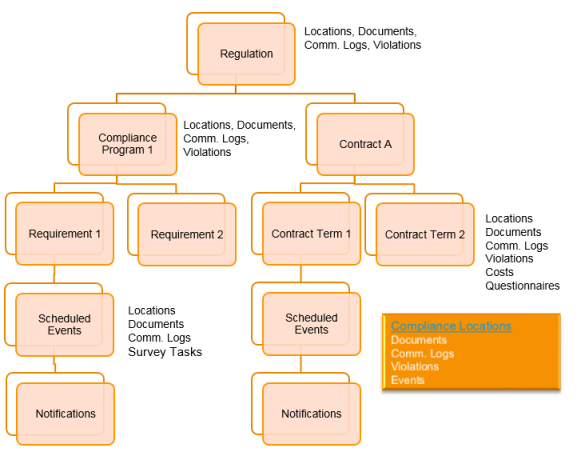 Regulation
Locations, Documents,
Comm. Logs, Violations
Compliance
Program 1
Locations, Documents,
Comm. Logs,
Violations
Contract A
Requirement 1
Requirement 2
Contract Term 1
Contract Term 2
Locations
Documents
Comm. Logs
Violations
Costs
Questionnaires
Scheduled
Events
Locations
Documents
Comm. Logs
Survey Tasks
Scheduled
Events
Compliance Locations
Documents
Comm. Logs
Violations
Events
Notifications
Notifications